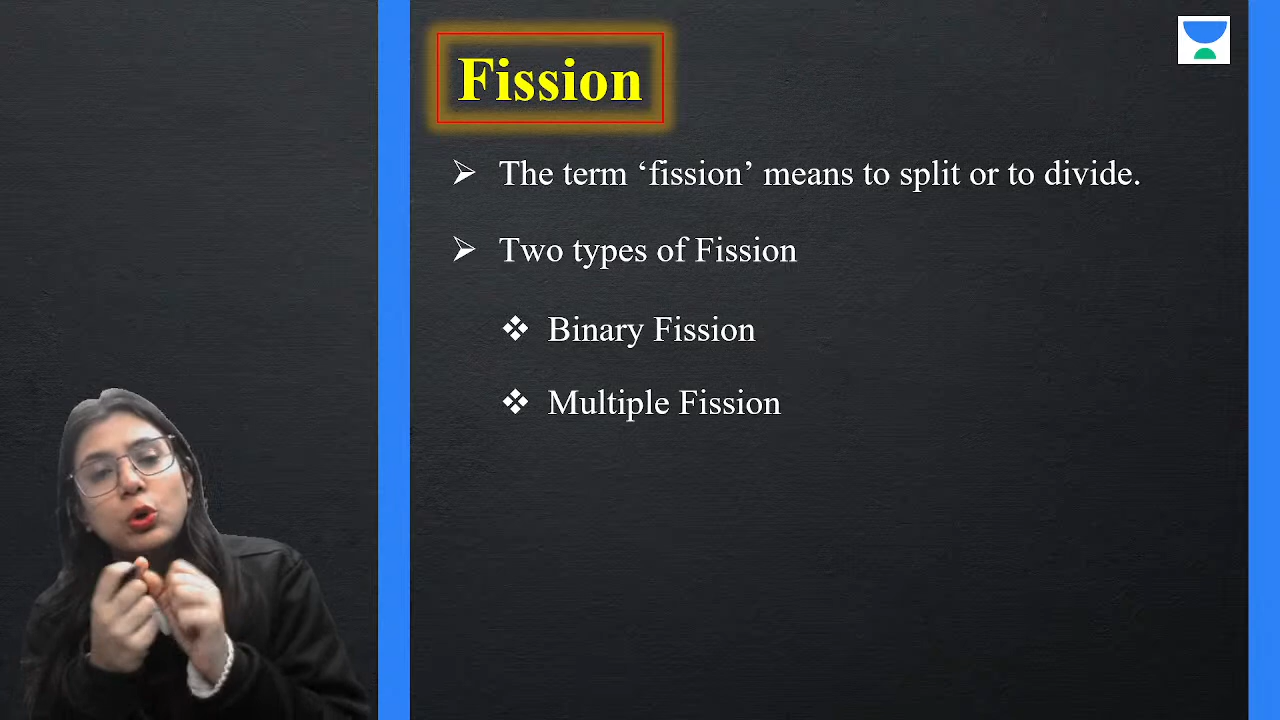 Fission
The term ‘fission’ means to split or to divide.
Two types of Fission
Binary Fission
Multiple Fission